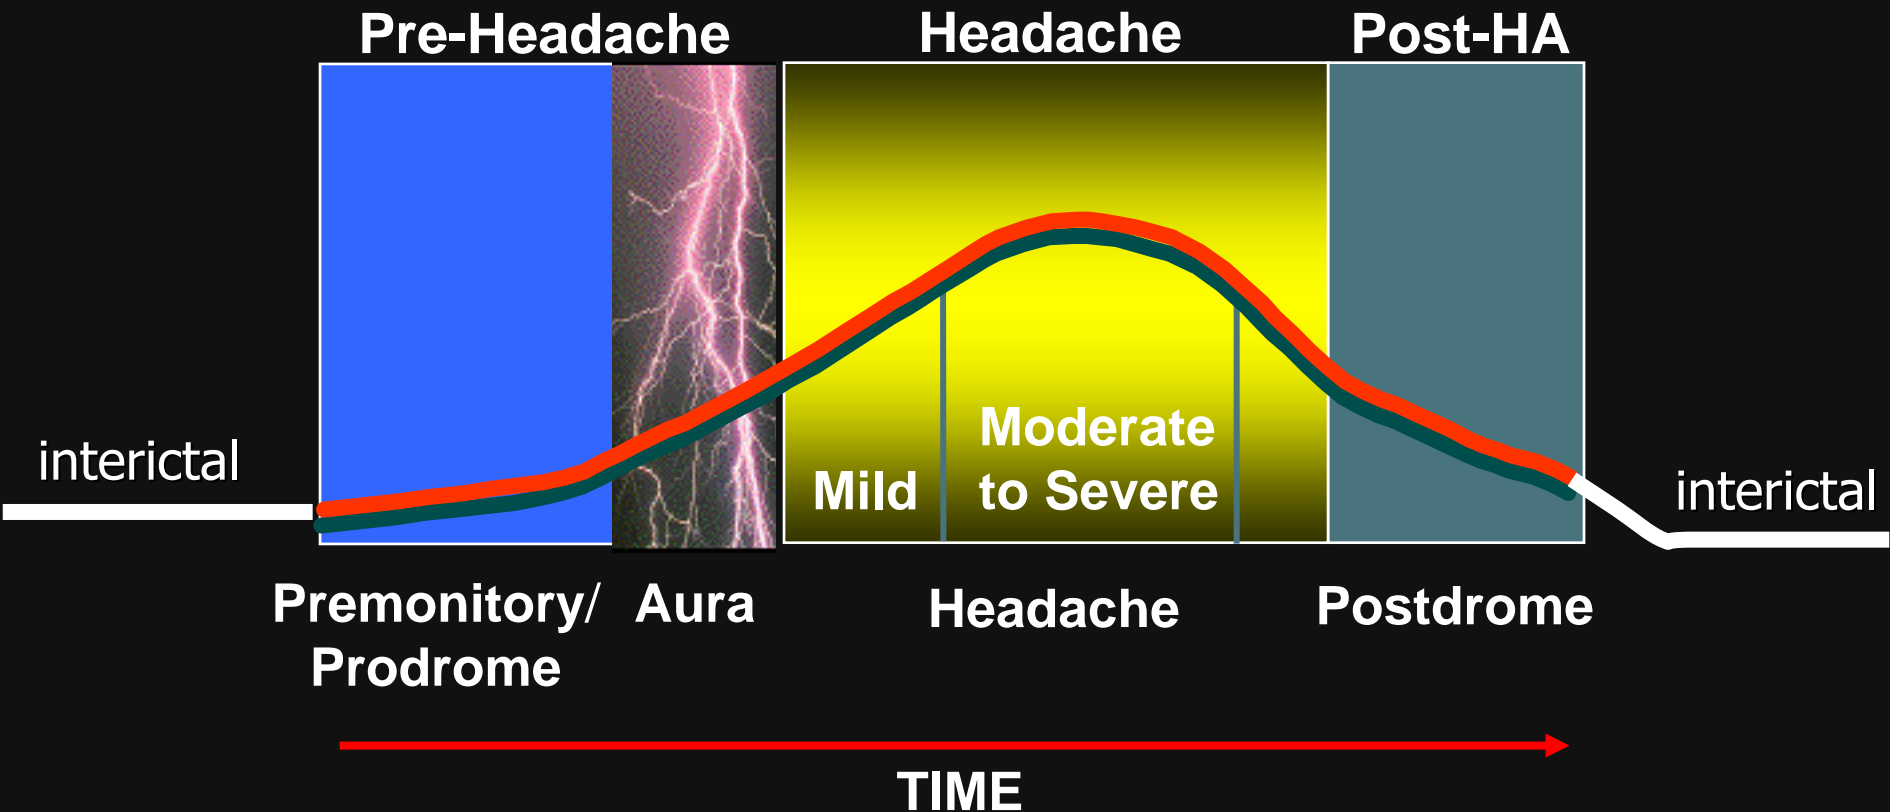 Pre-Headache
Headache
Post-HA
interictal
Mild
Moderate
to Severe
interictal
Premonitory/
Prodrome
Aura
Headache
Postdrome
TIME